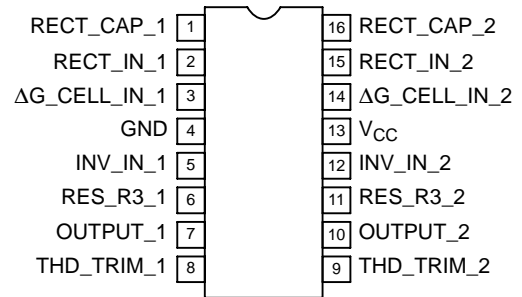 RECT_CAP_1 1 16 RECT_CAP_2
RECT_IN_1 2 15 RECT_IN_2
ΔG_CELL_IN_1 3 14 ΔG_CELL_IN_2
GND 4 13 VCC
INV_IN_1 5 12 INV_IN_2
RES_R3_1 6 11 RES_R3_2
OUTPUT_1 7 10 OUTPUT_2
THD_TRIM_1 8 9 THD_TRIM_2